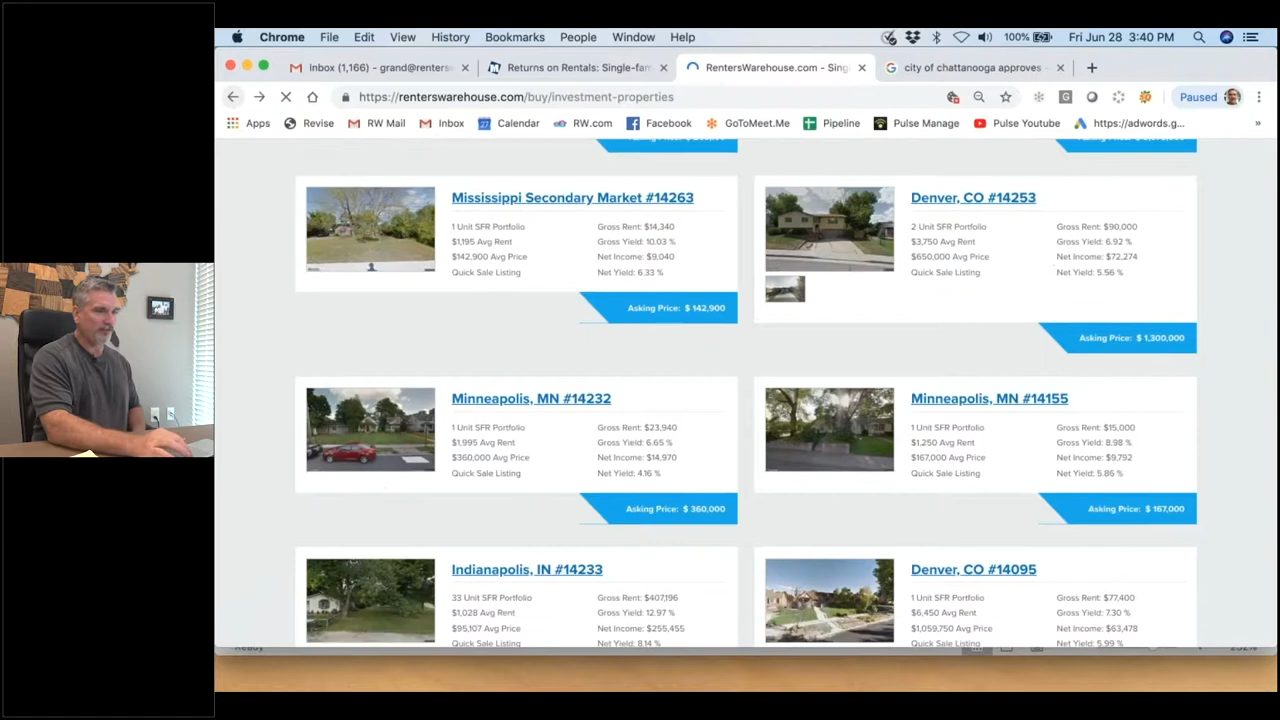 Chrome File Edit View History Bookmarks People Window Help 100% Fri Jun 28 3:40 PM
Inbox (1,166) - grand@renters
Returns on Rentals: Single-fam
RentersWarehouse.com - Sing
city of chattanooga approves -
https://renterswarehouse.com/buy/investment-properties
Paused
Apps Revise RW Mail Inbox Calendar RW.com Facebook GoToMeet.Me Pipeline Pulse Manage Pulse Youtube https://adwords.g... »
Mississippi Secondary Market #14263
1 Unit SFR Portfolio Gross Rent: $14,340
$1,195 Avg Rent Gross Yield: 10.03 %
$142,900 Avg Price Net Income: $9,040
Quick Sale Listing Net Yield: 6.33 %
Asking Price: $ 142,900
Denver, CO #14253
2 Unit SFR Portfolio Gross Rent: $90,000
$3,750 Avg Rent Gross Yield: 6.92 %
$650,000 Avg Price Net Income: $72,274
Quick Sale Listing Net Yield: 5.56 %
Asking Price: $ 1,300,000
Minneapolis, MN #14232
1 Unit SFR Portfolio Gross Rent: $23,940
$1,995 Avg Rent Gross Yield: 6.65 %
$360,000 Avg Price Net Income: $14,970
Quick Sale Listing Net Yield: 4.16 %
Asking Price: $ 360,000
Minneapolis, MN #14155
1 Unit SFR Portfolio Gross Rent: $15,000
$1,250 Avg Rent Gross Yield: 8.98 %
$167,000 Avg Price Net Income: $9,792
Quick Sale Listing Net Yield: 5.86 %
Asking Price: $ 167,000
Indianapolis, IN #14233
33 Unit SFR Portfolio Gross Rent: $407,196
$1,028 Avg Rent Gross Yield: 12.97 %
$95,107 Avg Price Net Income: $255,455
Quick Sale Listing Net Yield: 8.14 %
Denver, CO #14095
1 Unit SFR Portfolio Gross Rent: $77,400
$6,450 Avg Rent Gross Yield: 7.30 %
$1,059,750 Avg Price Net Income: $63,478
Quick Sale Listing Net Yield: 5.99 %
Ready